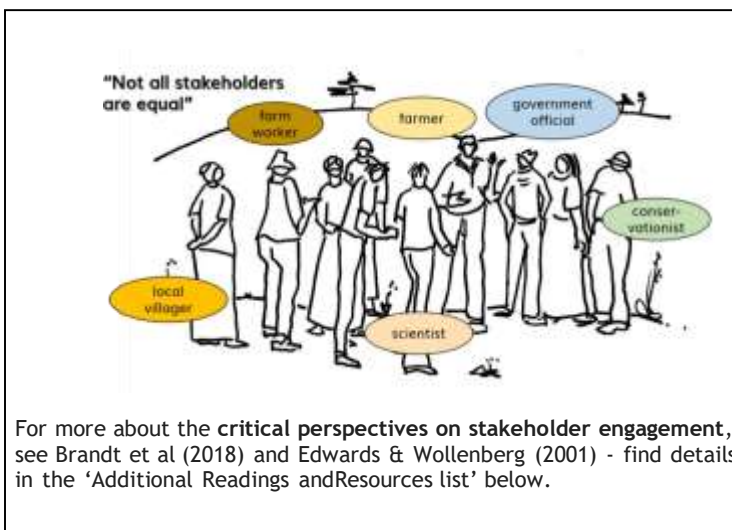 "Not all stakeholders
are equal"
farm
worker
farmer
government
official
conser-
vationist
local
villager
scientist
For more about the critical perspectives on stakeholder engagement,
see Brandt et al (2018) and Edwards & Wollenberg (2001) - find details
in the ‘Additional Readings andResources list’ below.